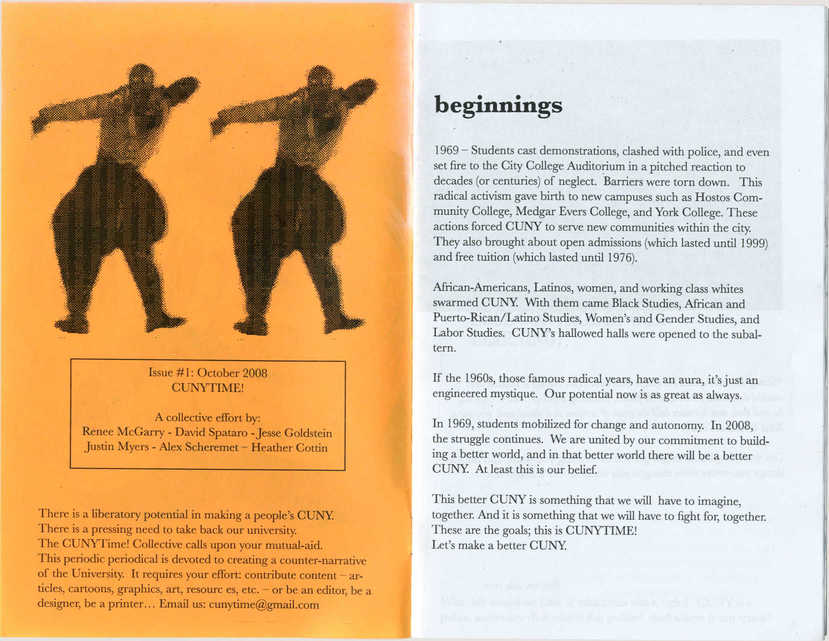 Issue #1: October 2008
CUNYTIME!
A collective effort by:
Renee McGarry - David Spataro - Jesse Goldstein
Justin Myers - Alex Scheremet – Heather Cottin
There is a liberatory potential in making a people's CUNY.
There is a pressing need to take back our university.
The CUNYTime! Collective calls upon your mutual-aid.
This periodic periodical is devoted to creating a counter-narrative
of the University.  It requires your effort: contribute content – ar-
ticles, cartoons, graphics, art, resourc es, etc. – or be an editor, be a
designer, be a printer… Email us: cunytime@gmail.com
beginnings
1969 – Students cast demonstrations, clashed with police, and even
set fire to the City College Auditorium in a pitched reaction to
decades (or centuries) of neglect.  Barriers were torn down.  This
radical activism gave birth to new campuses such as Hostos Com-
munity College, Medgar Evers College, and York College. These
actions forced CUNY to serve new communities within the city.
They also brought about open admissions (which lasted until 1999)
and free tuition (which lasted until 1976).
African-Americans, Latinos, women, and working class whites
swarmed CUNY.  With them came Black Studies, African and
Puerto-Rican/Latino Studies, Women's and Gender Studies, and
Labor Studies.  CUNY's hallowed halls were opened to the subal-
tern.
If the 1960s, those famous radical years, have an aura, it's just an
engineered mystique.  Our potential now is as great as always.
In 1969, students mobilized for change and autonomy.  In 2008,
the struggle continues.  We are united by our commitment to build-
ing a better world, and in that better world there will be a better
CUNY.  At least this is our belief.
This better CUNY is something that we will  have to imagine,
together. And it is something that we will have to fight for, together.
These are the goals; this is CUNYTIME!
Let's make a better CUNY.